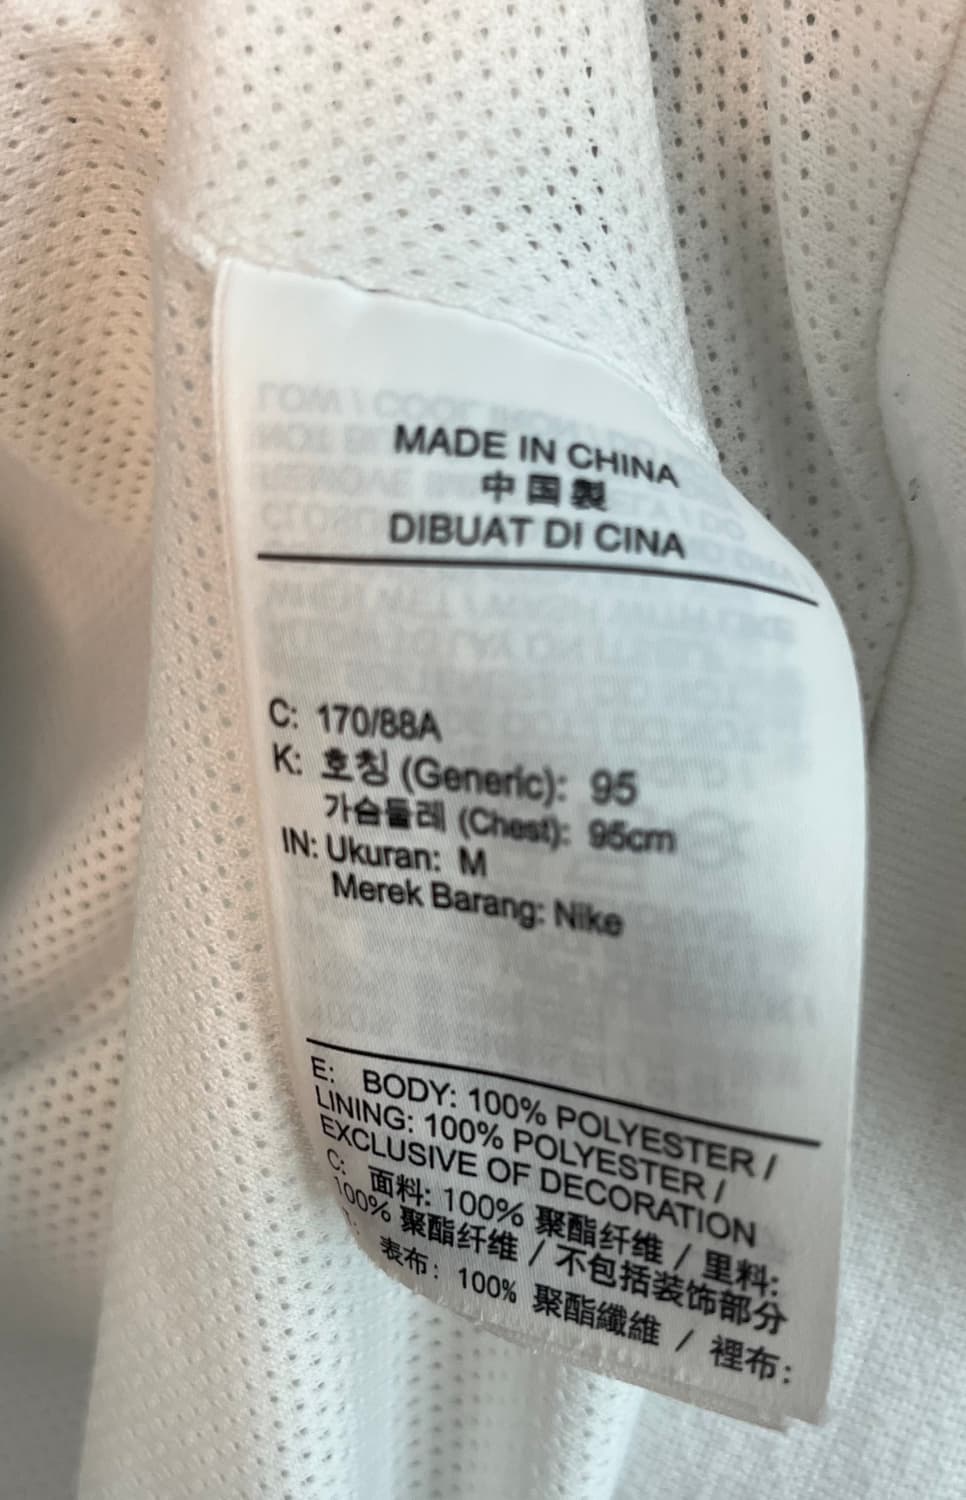 MADE IN CHINA
中国製
DIBUAT DI CINA
C: 170/88A
K: 호칭 (Generic): 95
가슴둘레 (Chest): 95cm
IN: Ukuran: M
Merek Barang: Nike
E: BODY: 100% POLYESTER /
LINING: 100% POLYESTER /
EXCLUSIVE OF DECORATION
C: 面料: 100% 聚酯纤维 / 里料:
100% 聚酯纤维 / 不包括装饰部分
表布: 100% 聚酯纖維 / 裡布: